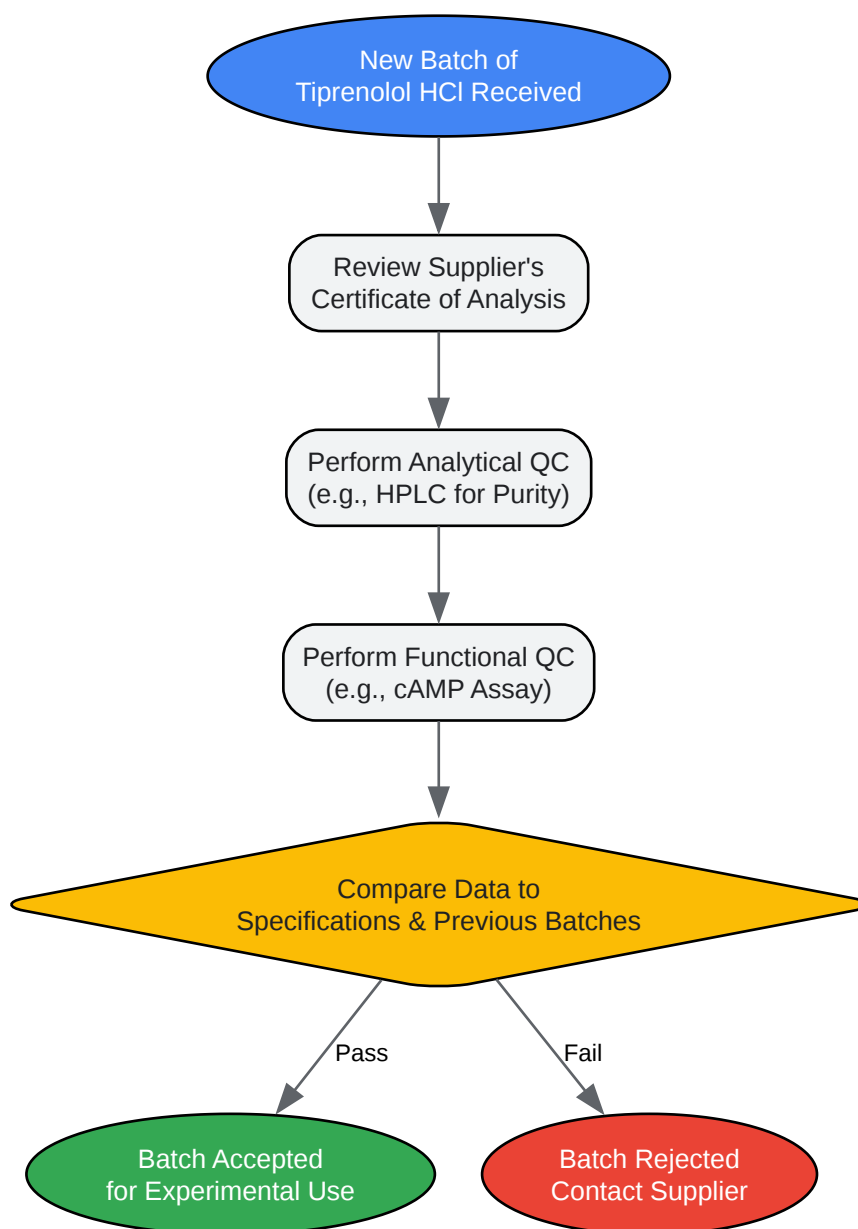 New Batch of
Tiprenolol HCl Received
Review Supplier's
Certificate of Analysis
Perform Analytical QC
(e.g., HPLC for Purity)
Perform Functional QC
(e.g., cAMP Assay)
Compare Data to
Specifications & Previous Batches
Pass
Fail
Batch Accepted
for Experimental Use
Batch Rejected
Contact Supplier